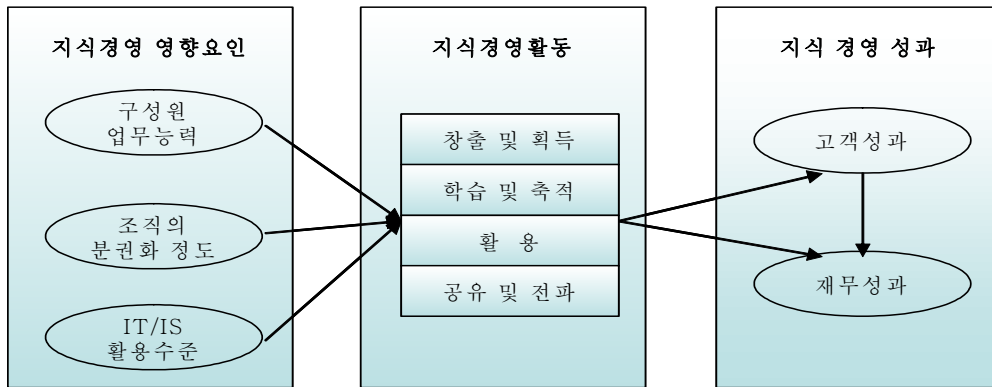 지식경영 영향요인
구성원
업무능력
조직의
분권화 정도
IT/IS
활용수준
지식경영활동
창출 및 획득
학습 및 축적
활 용
공유 및 전파
지식 경영 성과
고객성과
재무성과